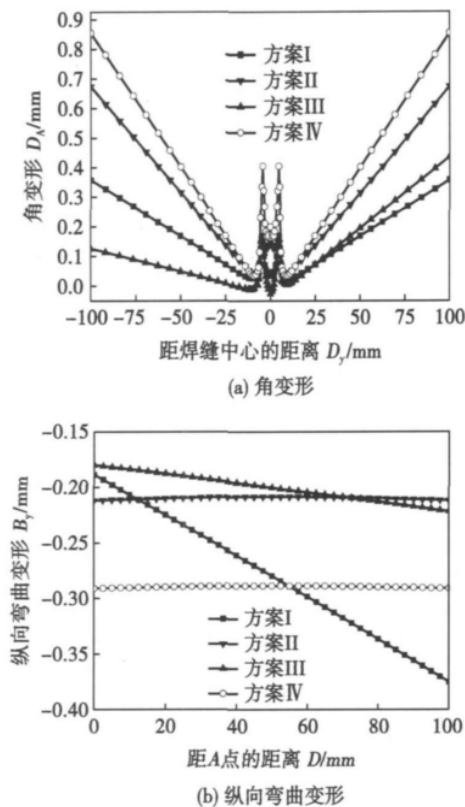 0.9
0.8
0.7
0.6
0.5
0.4
0.3
0.2
0.1
0.0
角变形 D_A/mm
方案I
方案II
方案III
方案Ⅳ
-100 -75 -50 -25 0 25 50 75 100
距焊缝中心的距离 D_y/mm
(a) 角变形
-0.15
-0.20
-0.25
-0.30
-0.35
-0.40
纵向弯曲变形 B_y/mm
方案I
方案II
方案III
方案Ⅳ
0 20 40 60 80 100
距A点的距离 D/mm
(b) 纵向弯曲变形